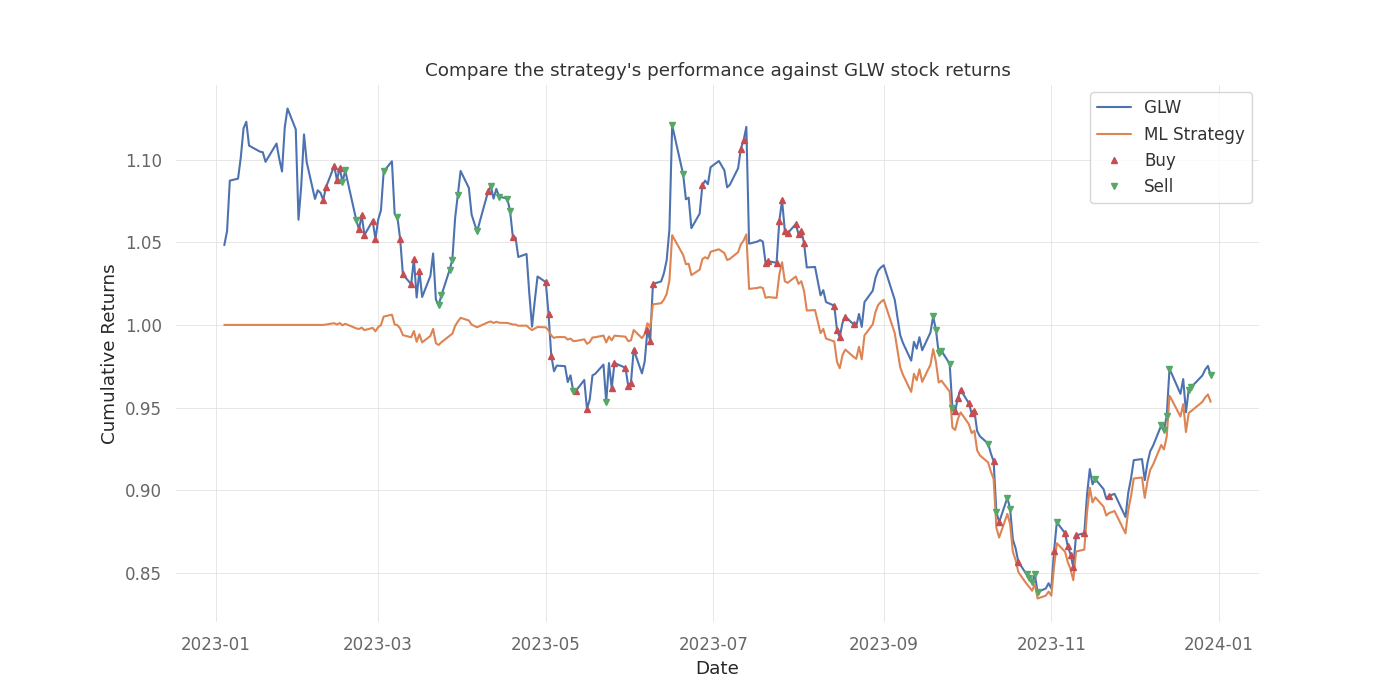 Compare the strategy's performance against GLW stock returns
GLW
ML Strategy
Buy
Sell
Cumulative Returns
1.10
1.05
1.00
0.95
0.90
0.85
2023-01
2023-03
2023-05
2023-07
2023-09
2023-11
2024-01
Date